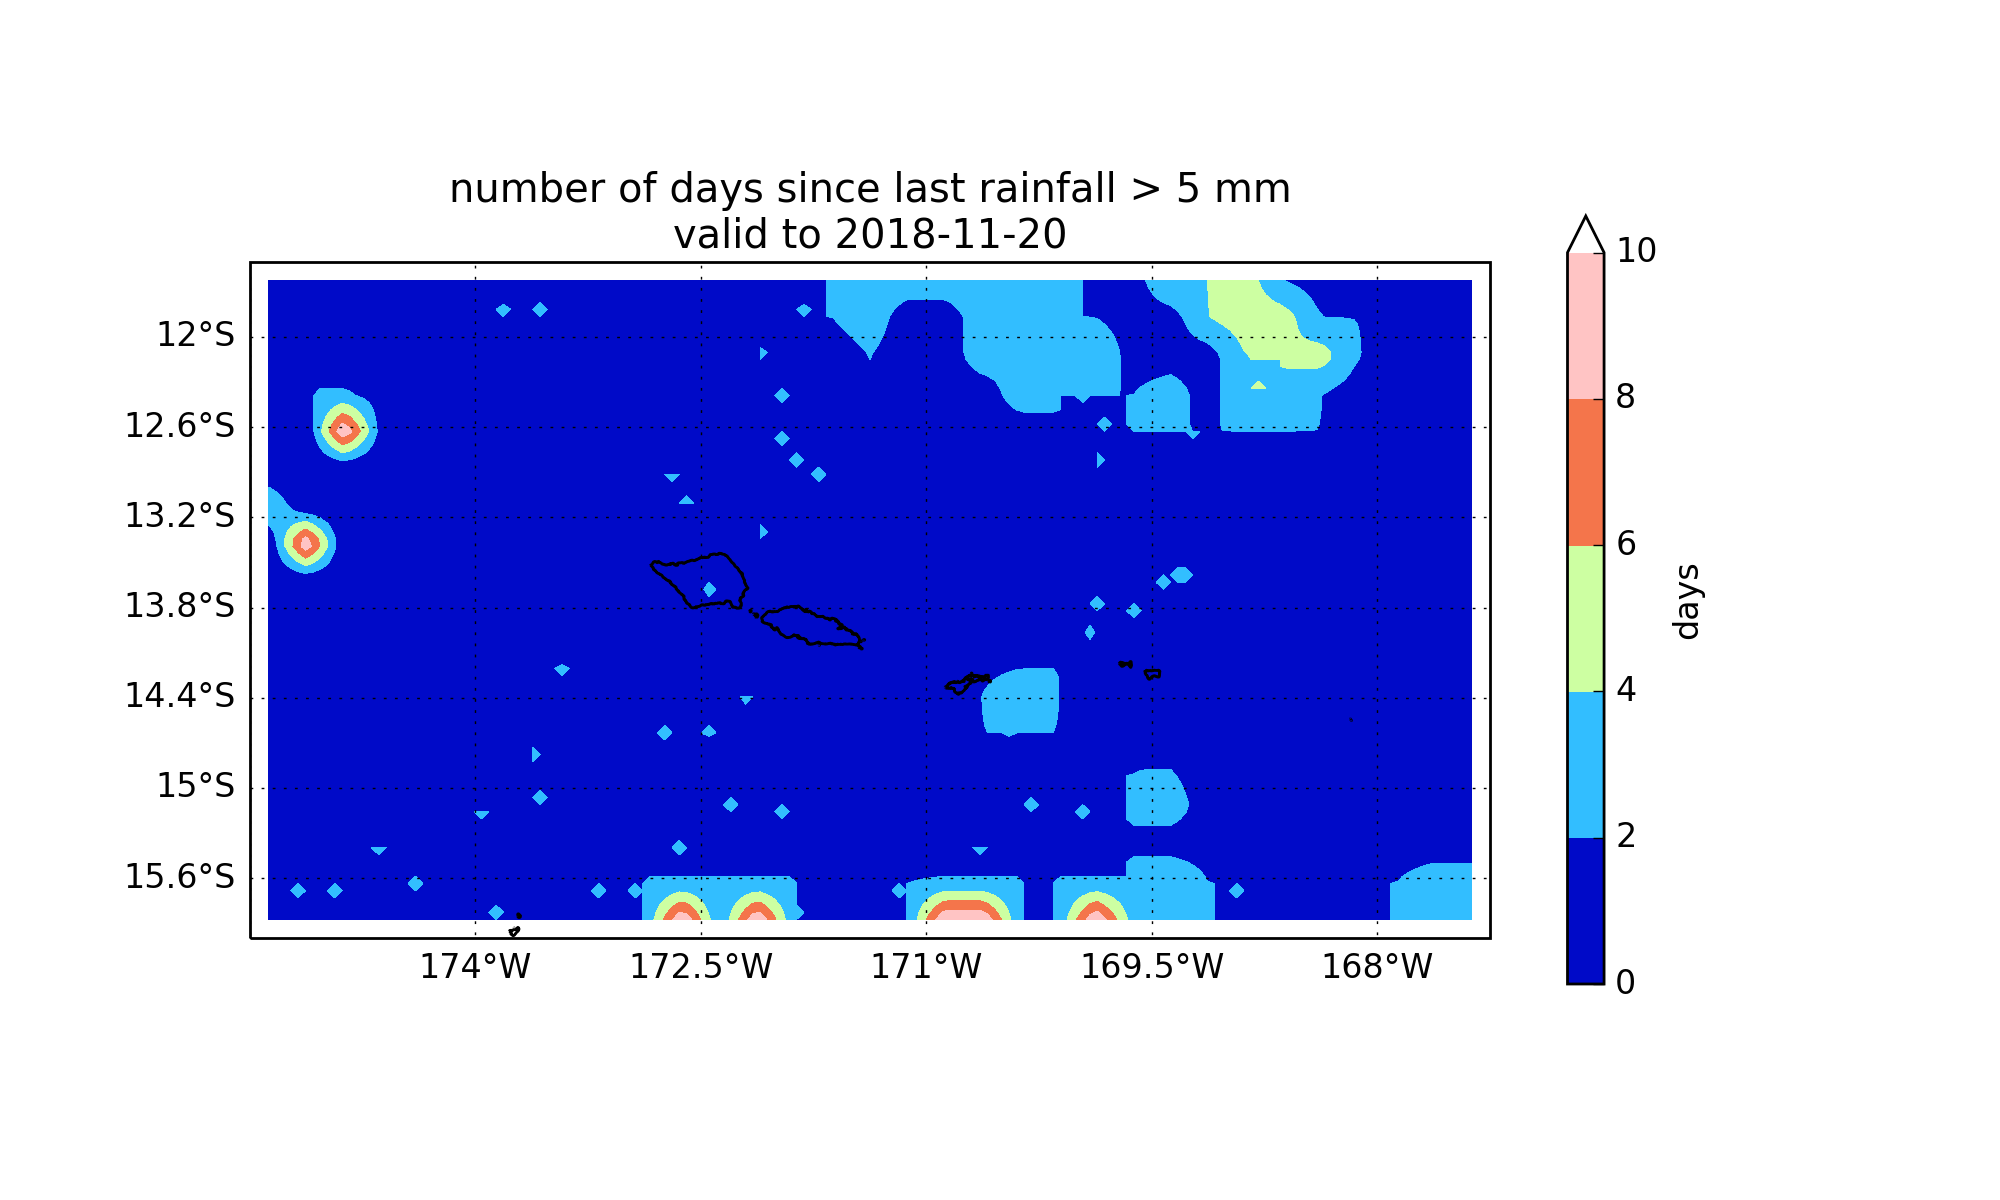 number of days since last rainfall > 5 mm
valid to 2018-11-20
12°S
12.6°S
13.2°S
13.8°S
14.4°S
15°S
15.6°S
174°W
172.5°W
171°W
169.5°W
168°W
10
8
6
4
2
0
days